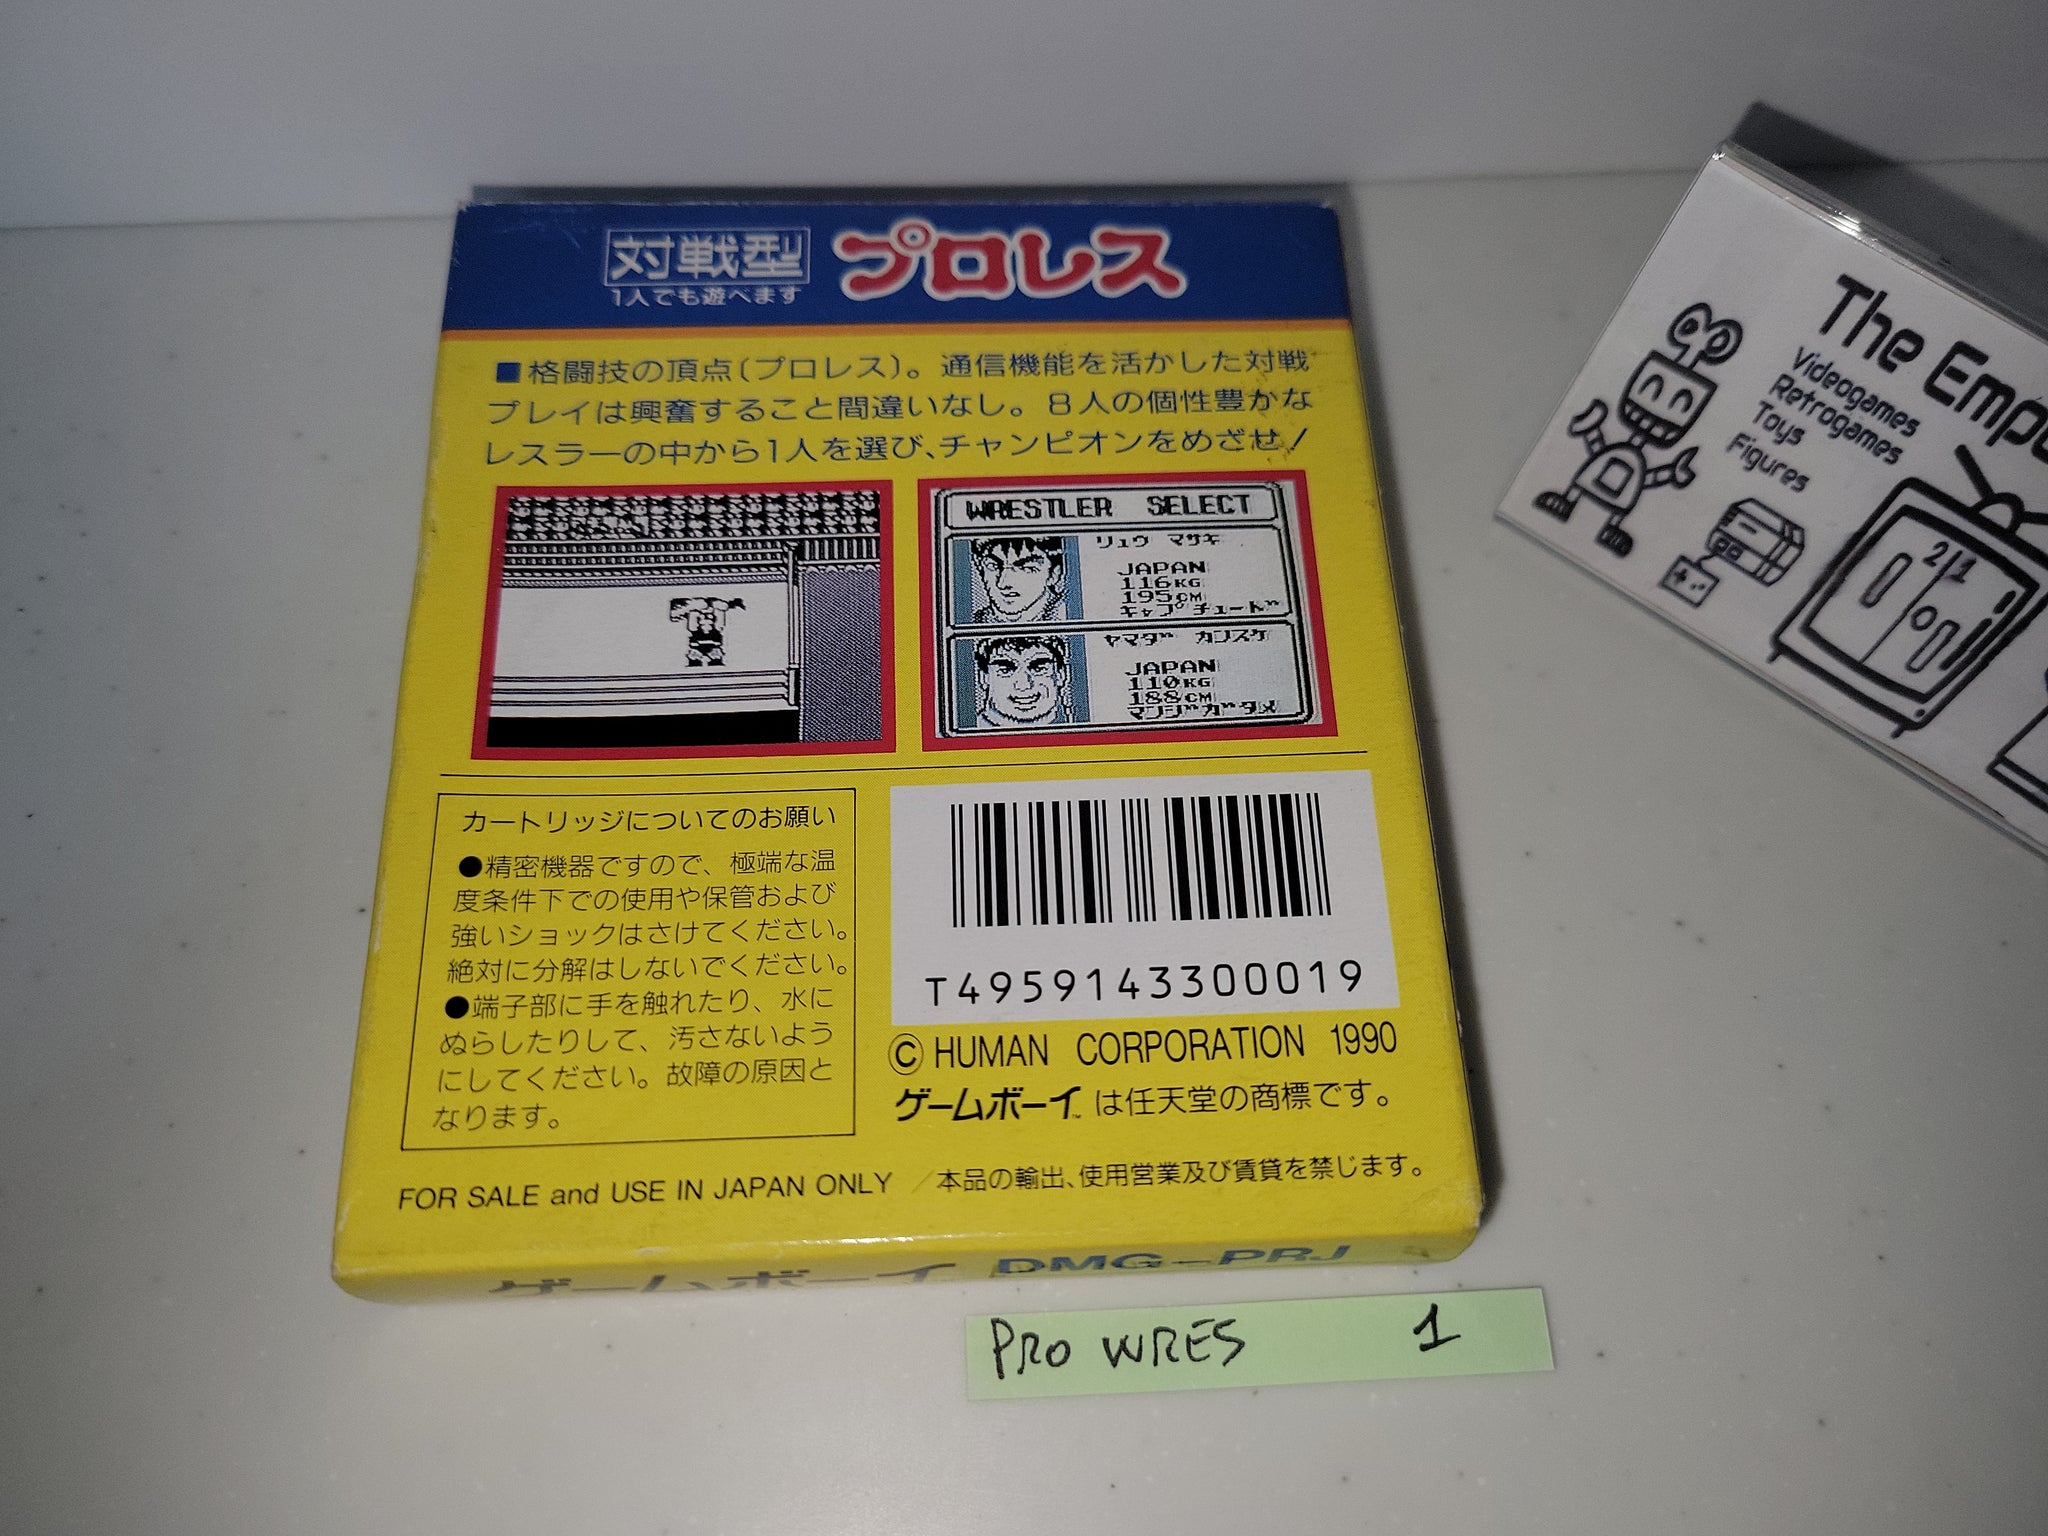 対戦型 プロレス
1人でも遊べます
■格闘技の頂点(プロレス)。通信機能を活かした対戦
プレイは興奮すること間違いなし。8人の個性豊かな
レスラーの中から1人を選び、チャンピオンをめざせ!
WRESTLER SELECT
リュウ マサキ
JAPAN
116KG
195CM
キャプチュード
ヤマダ カンスケ
JAPAN
110KG
188CM
マンジガタメ
カートリッジについてのお願い
●精密機器ですので、極端な温
度条件下での使用や保管および
強いショックはさけてください。
絶対に分解はしないでください。
●端子部に手を触れたり、水に
ぬらしたりして、汚さないよう
にしてください。故障の原因と
なります。
T4959143300019
©HUMAN CORPORATION 1990
ゲームボーイ™は任天堂の商標です。
FOR SALE and USE IN JAPAN ONLY /本品の輸出、使用営業及び賃貸を禁じます。
ゲームボーイ DMG-PRJ
PRO WRES 1
The
Videogames
Retrogames
Toys
Figures
21